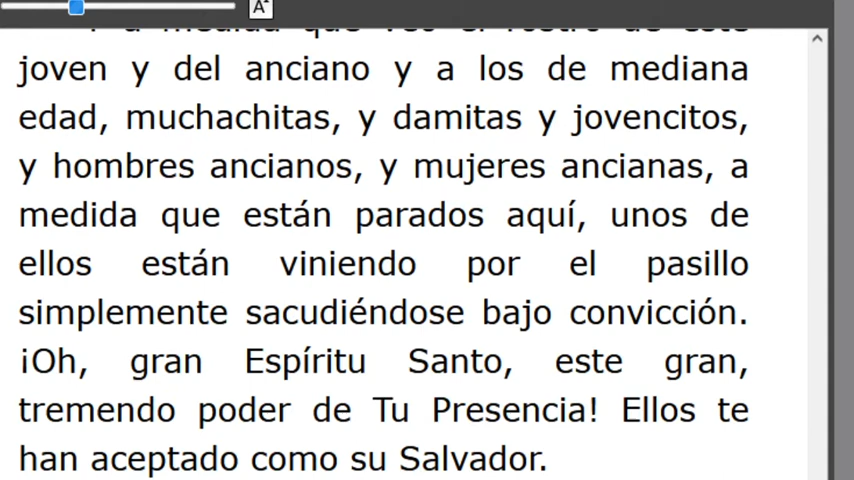 A
joven y del anciano y a los de mediana
edad, muchachitas, y damitas y jovencitos,
y hombres ancianos, y mujeres ancianas, a
medida que están parados aquí, unos de
ellos están viniendo por el pasillo
simplemente sacudiéndose bajo convicción.
¡Oh, gran Espíritu Santo, este gran,
tremendo poder de Tu Presencia! Ellos te
han aceptado como su Salvador.